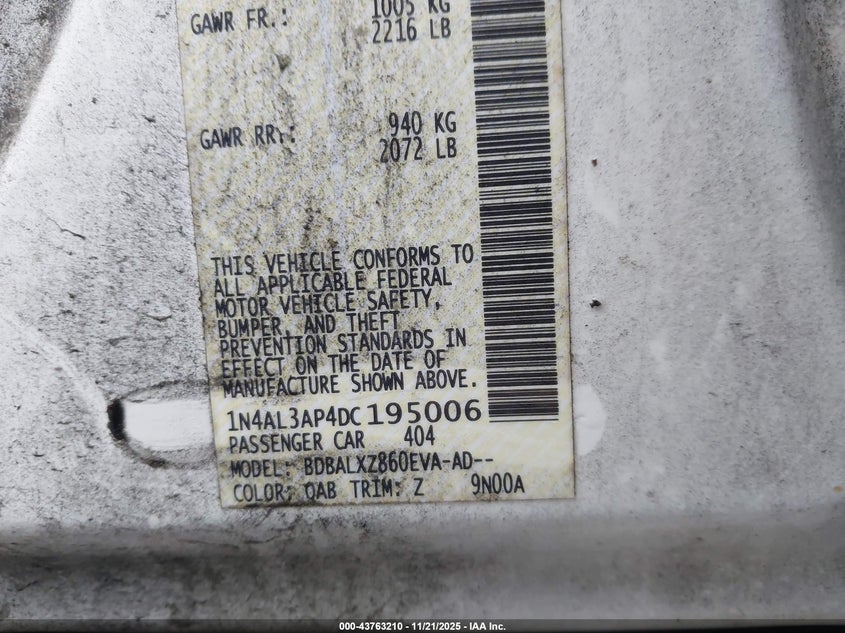 GAWR FR.: 1005 KG
2216 LB
GAWR RR.: 940 KG
2072 LB
THIS VEHICLE CONFORMS TO
ALL APPLICABLE FEDERAL
MOTOR VEHICLE SAFETY,
BUMPER, AND THEFT
PREVENTION STANDARDS IN
EFFECT ON THE DATE OF
MANUFACTURE SHOWN ABOVE.
1N4AL3AP4DC195006
PASSENGER CAR 404
MODEL: BDBALXZ860EVA-AD--
COLOR: QAB TRIM: Z 9N00A
000-43763210 - 11/21/2025 - IAA Inc.